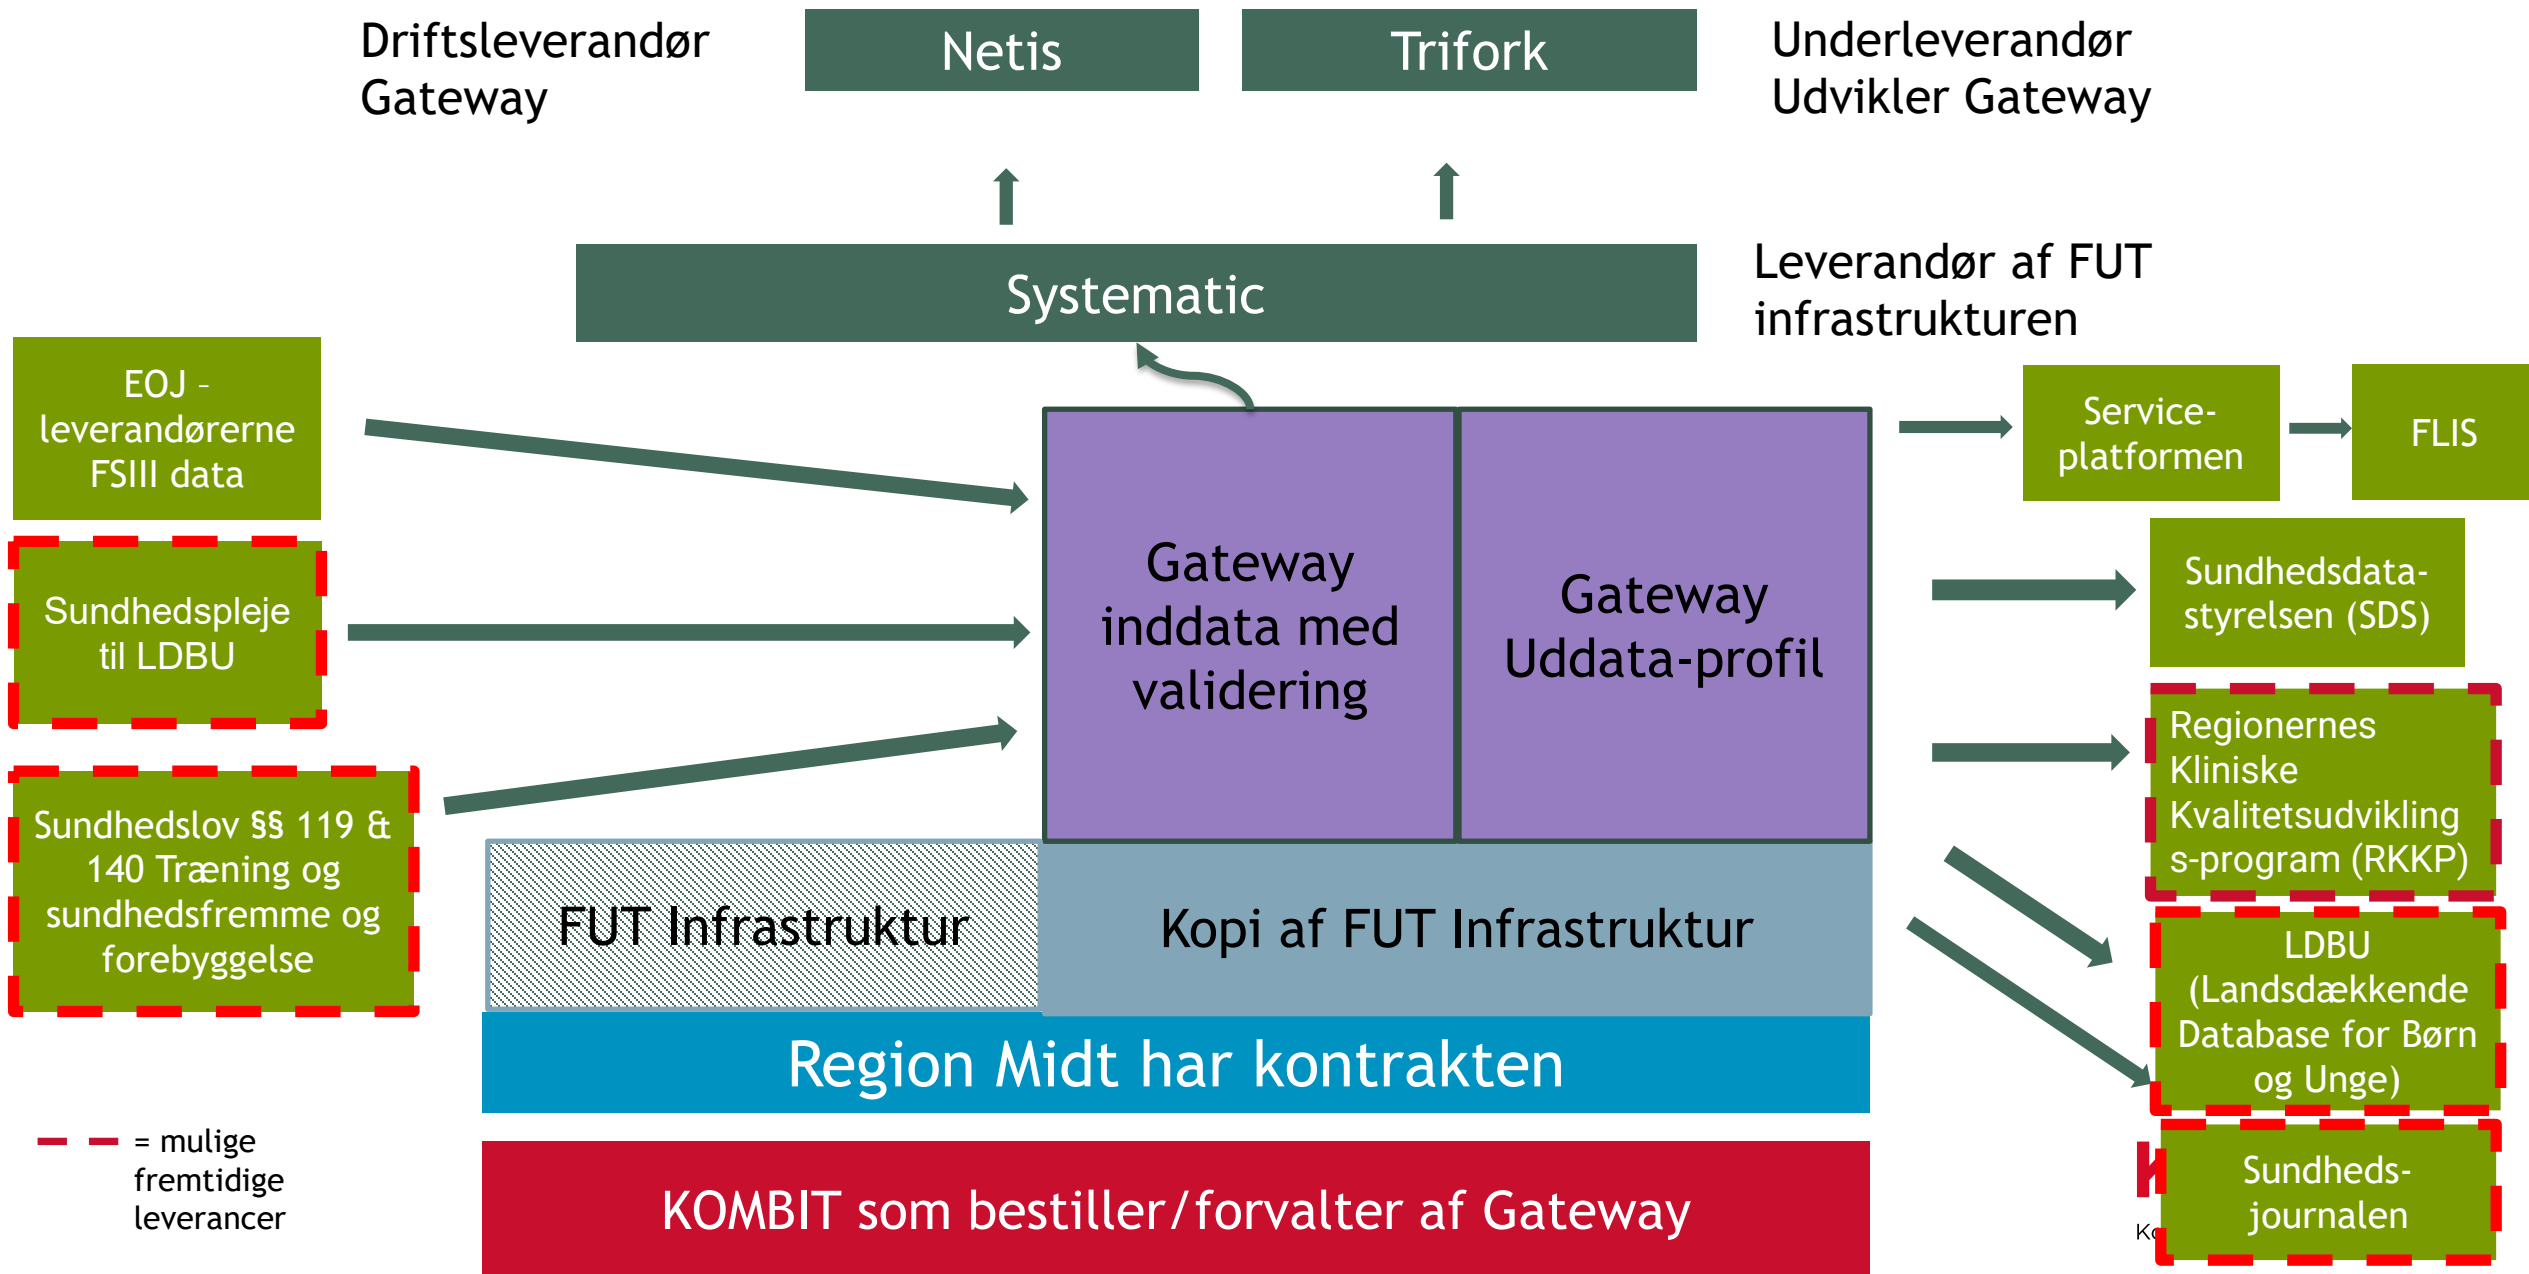 Driftsleverandør
Gateway
Netis
Trifork
Underleverandør
Udvikler Gateway
Systematic
Leverandør af FUT
infrastrukturen
EOJ –
leverandørerne
FSIII data
Sundhedspleje
til LDBU
Sundhedslov §§ 119 &
140 Træning og
sundhedsfremme og
forebyggelse
Gateway
inddata med
validering
Gateway
Uddata-profil
Service-
platformen
FLIS
Sundhedsdata-
styrelsen (SDS)
Regionernes
Kliniske
Kvalitetsudvikling
s-program (RKKP)
LDBU
(Landsdækkende
Database for Børn
og Unge)
Sundheds-
journalen
FUT Infrastruktur
Kopi af FUT Infrastruktur
Region Midt har kontrakten
KOMBIT som bestiller/forvalter af Gateway
= mulige
fremtidige
leverancer